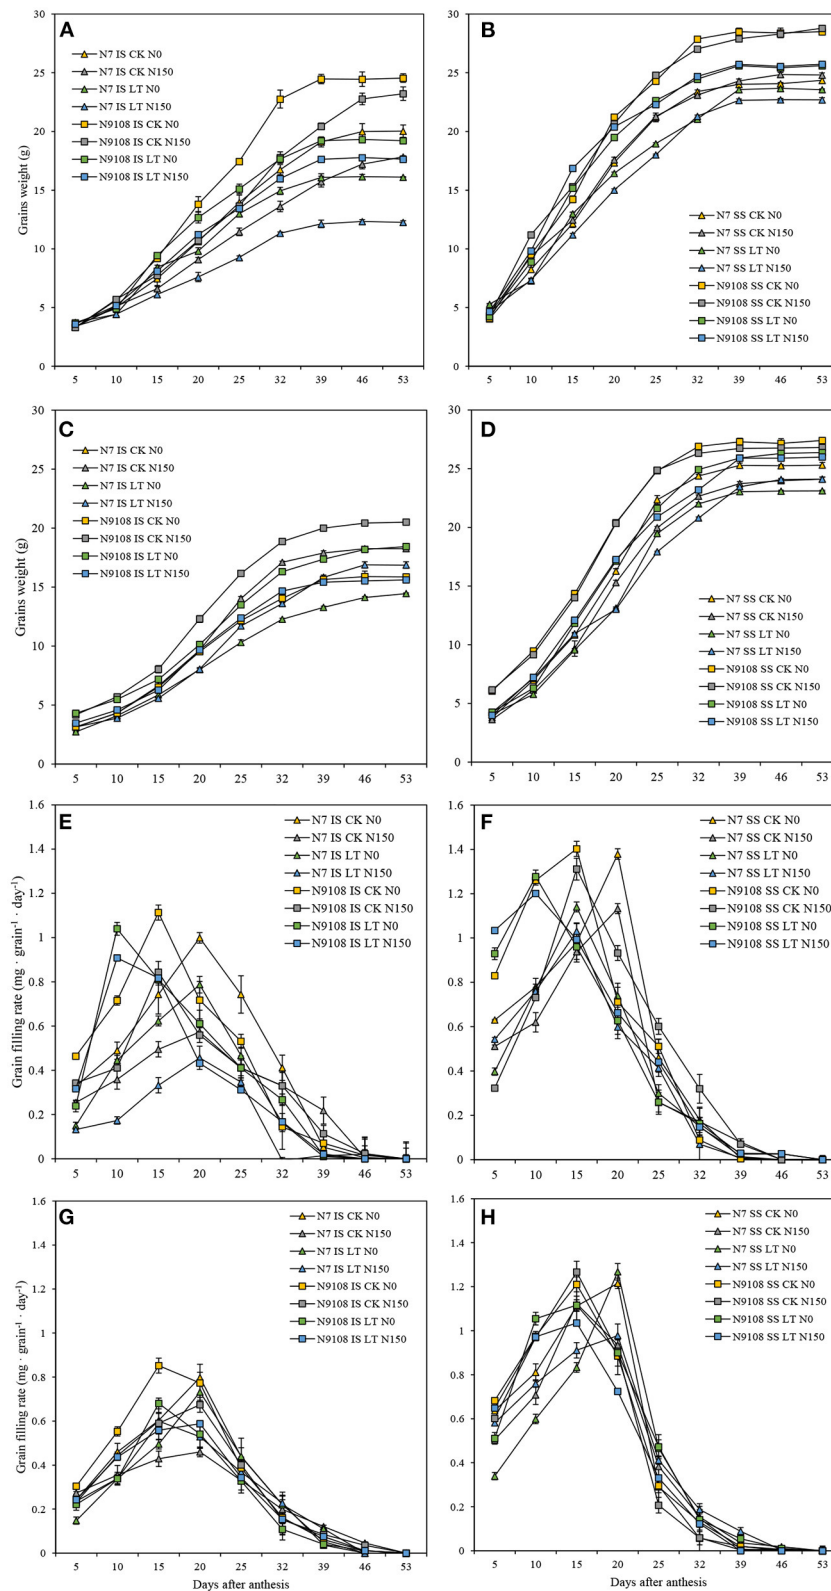 A
Grains weight (g)
30
25
20
15
10
5
0
N7 IS CK N0
N7 IS CK N150
N7 IS LT N0
N7 IS LT N150
N9108 IS CK N0
N9108 IS CK N150
N9108 IS LT N0
N9108 IS LT N150
5 10 15 20 25 32 39 46 53
B
30
25
20
15
10
5
0
N7 SS CK N0
N7 SS CK N150
N7 SS LT N0
N7 SS LT N150
N9108 SS CK N0
N9108 SS CK N150
N9108 SS LT N0
N9108 SS LT N150
5 10 15 20 25 32 39 46 53
C
Grains weight (g)
30
25
20
15
10
5
0
N7 IS CK N0
N7 IS CK N150
N7 IS LT N0
N7 IS LT N150
N9108 IS CK N0
N9108 IS CK N150
N9108 IS LT N0
N9108 IS LT N150
5 10 15 20 25 32 39 46 53
D
30
25
20
15
10
5
0
N7 SS CK N0
N7 SS CK N150
N7 SS LT N0
N7 SS LT N150
N9108 SS CK N0
N9108 SS CK N150
N9108 SS LT N0
N9108 SS LT N150
5 10 15 20 25 32 39 46 53
E
Grain filling rate (mg · grain⁻¹ · day⁻¹)
1.6
1.4
1.2
1
0.8
0.6
0.4
0.2
0
N7 IS CK N0
N7 IS CK N150
N7 IS LT N0
N7 IS LT N150
N9108 IS CK N0
N9108 IS CK N150
N9108 IS LT N0
N9108 IS LT N150
5 10 15 20 25 32 39 46 53
F
1.6
1.4
1.2
1
0.8
0.6
0.4
0.2
0
N7 SS CK N0
N7 SS CK N150
N7 SS LT N0
N7 SS LT N150
N9108 SS CK N0
N9108 SS CK N150
N9108 SS LT N0
N9108 SS LT N150
5 10 15 20 25 32 39 46 53
G
Grain filling rate (mg · grain⁻¹ · day⁻¹)
1.6
1.4
1.2
1
0.8
0.6
0.4
0.2
0
N7 IS CK N0
N7 IS CK N150
N7 IS LT N0
N7 IS LT N150
N9108 IS CK N0
N9108 IS CK N150
N9108 IS LT N0
N9108 IS LT N150
5 10 15 20 25 32 39 46 53
Days after anthesis
H
1.6
1.4
1.2
1
0.8
0.6
0.4
0.2
0
N7 SS CK N0
N7 SS CK N150
N7 SS LT N0
N7 SS LT N150
N9108 SS CK N0
N9108 SS CK N150
N9108 SS LT N0
N9108 SS LT N150
5 10 15 20 25 32 39 46 53
Days after anthesis